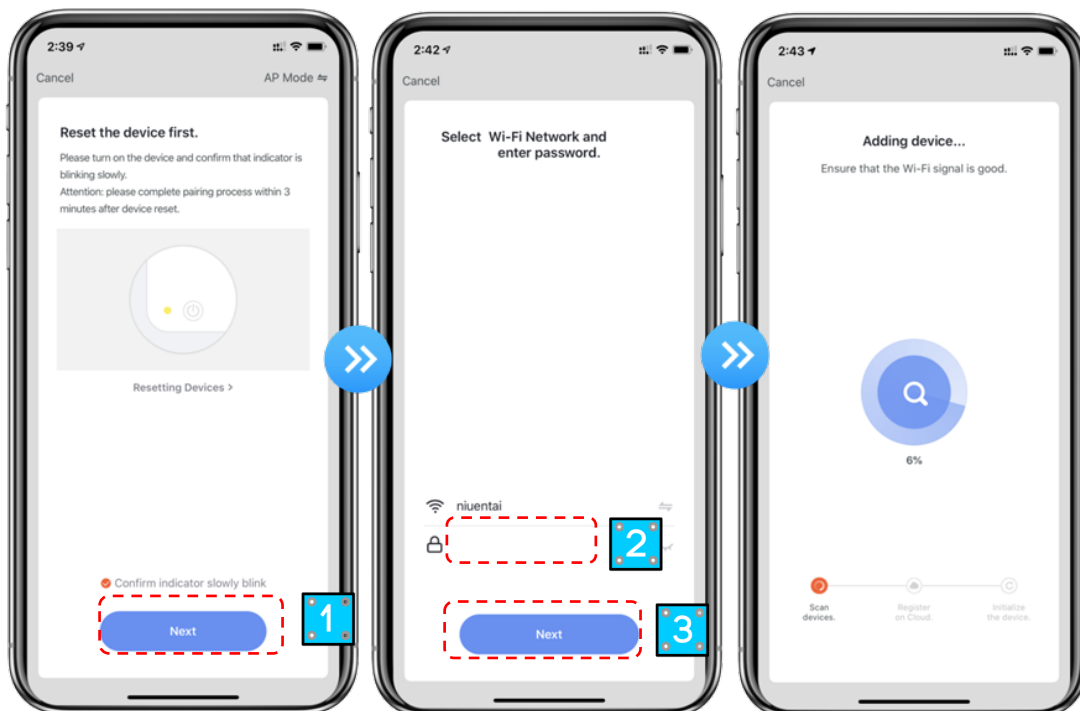 2:39
Cancel
AP Mode
Reset the device first.
Please turn on the device and confirm that indicator is
blinking slowly.
Attention: please complete pairing process within 3
minutes after device reset.
Resetting Devices >
Confirm indicator slowly blink
Next
1
2:42
Cancel
Select Wi-Fi Network and
enter password.
niuentai
2
Next
3
2:43
Cancel
Adding device...
Ensure that the Wi-Fi signal is good.
6%
Scan
devices.
Register
on Cloud.
Initialize
the device.